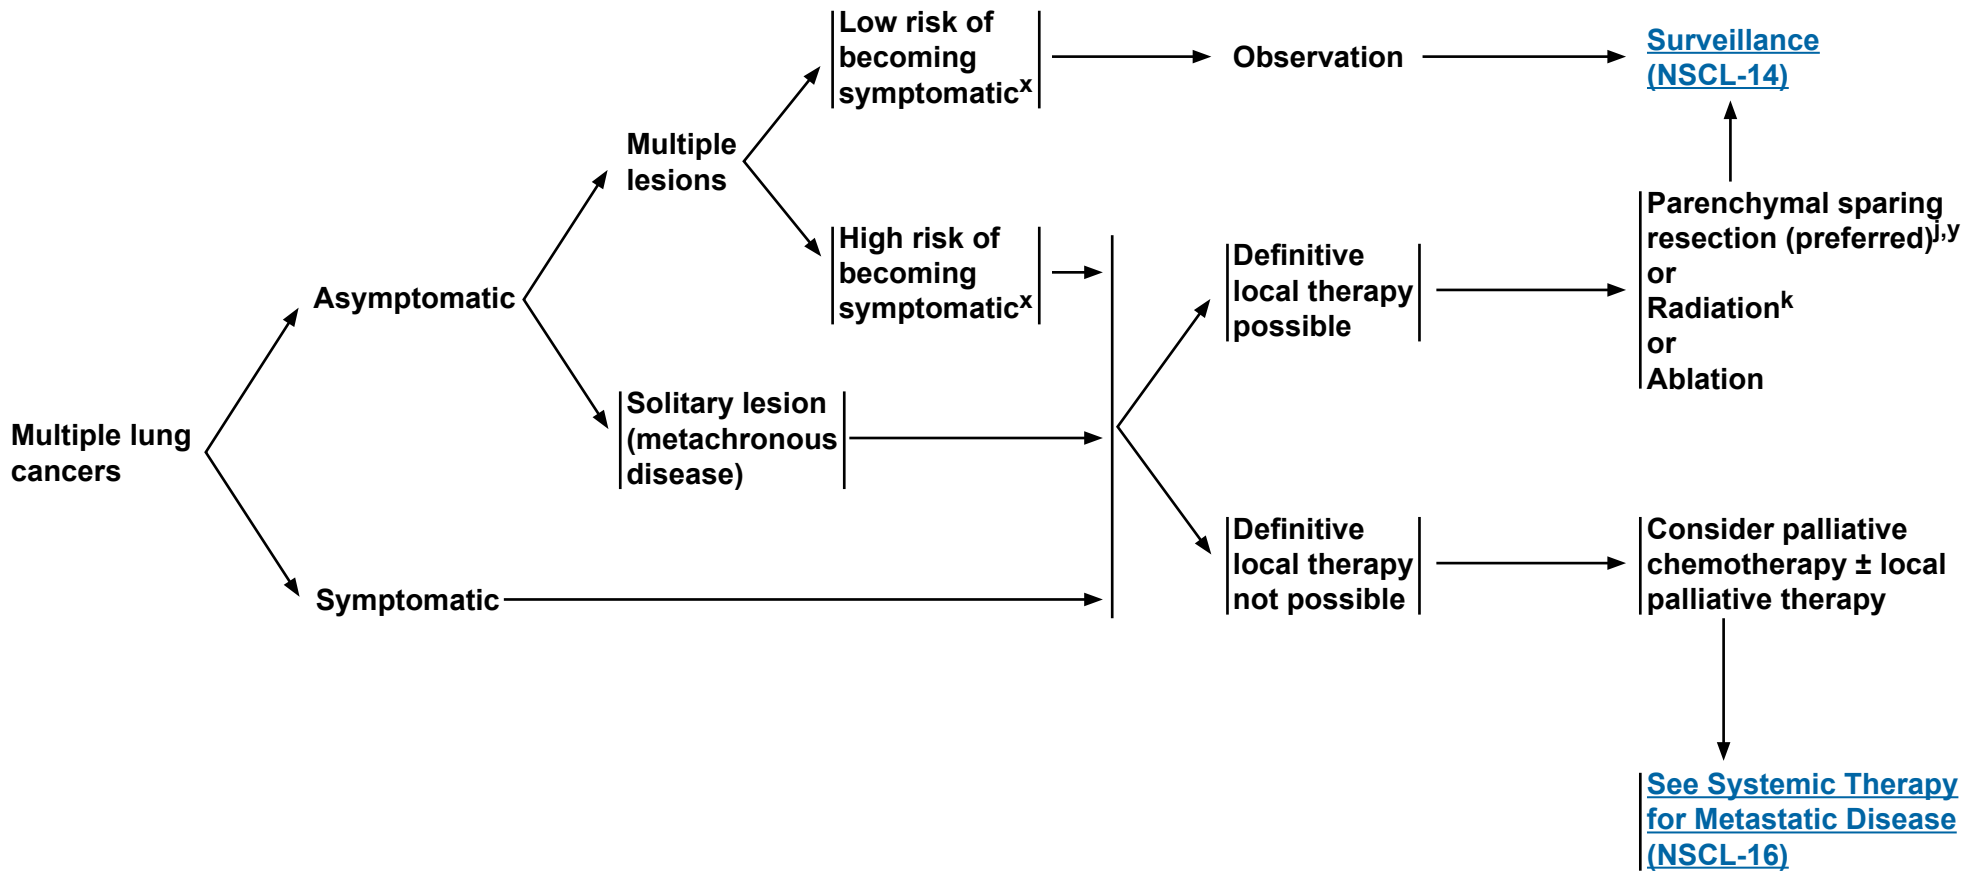 Multiple lung
cancers
Asymptomatic
Symptomatic
Multiple
lesions
Solitary lesion
(metachronous
disease)
Low risk of
becoming
symptomaticˣ
High risk of
becoming
symptomaticˣ
Observation
Definitive
local therapy
possible
Definitive
local therapy
not possible
Surveillance
(NSCL-14)
Parenchymal sparing
resection (preferred)ʲ,ʸ
or
Radiationᵏ
or
Ablation
Consider palliative
chemotherapy ± local
palliative therapy
See Systemic Therapy
for Metastatic Disease
(NSCL-16)